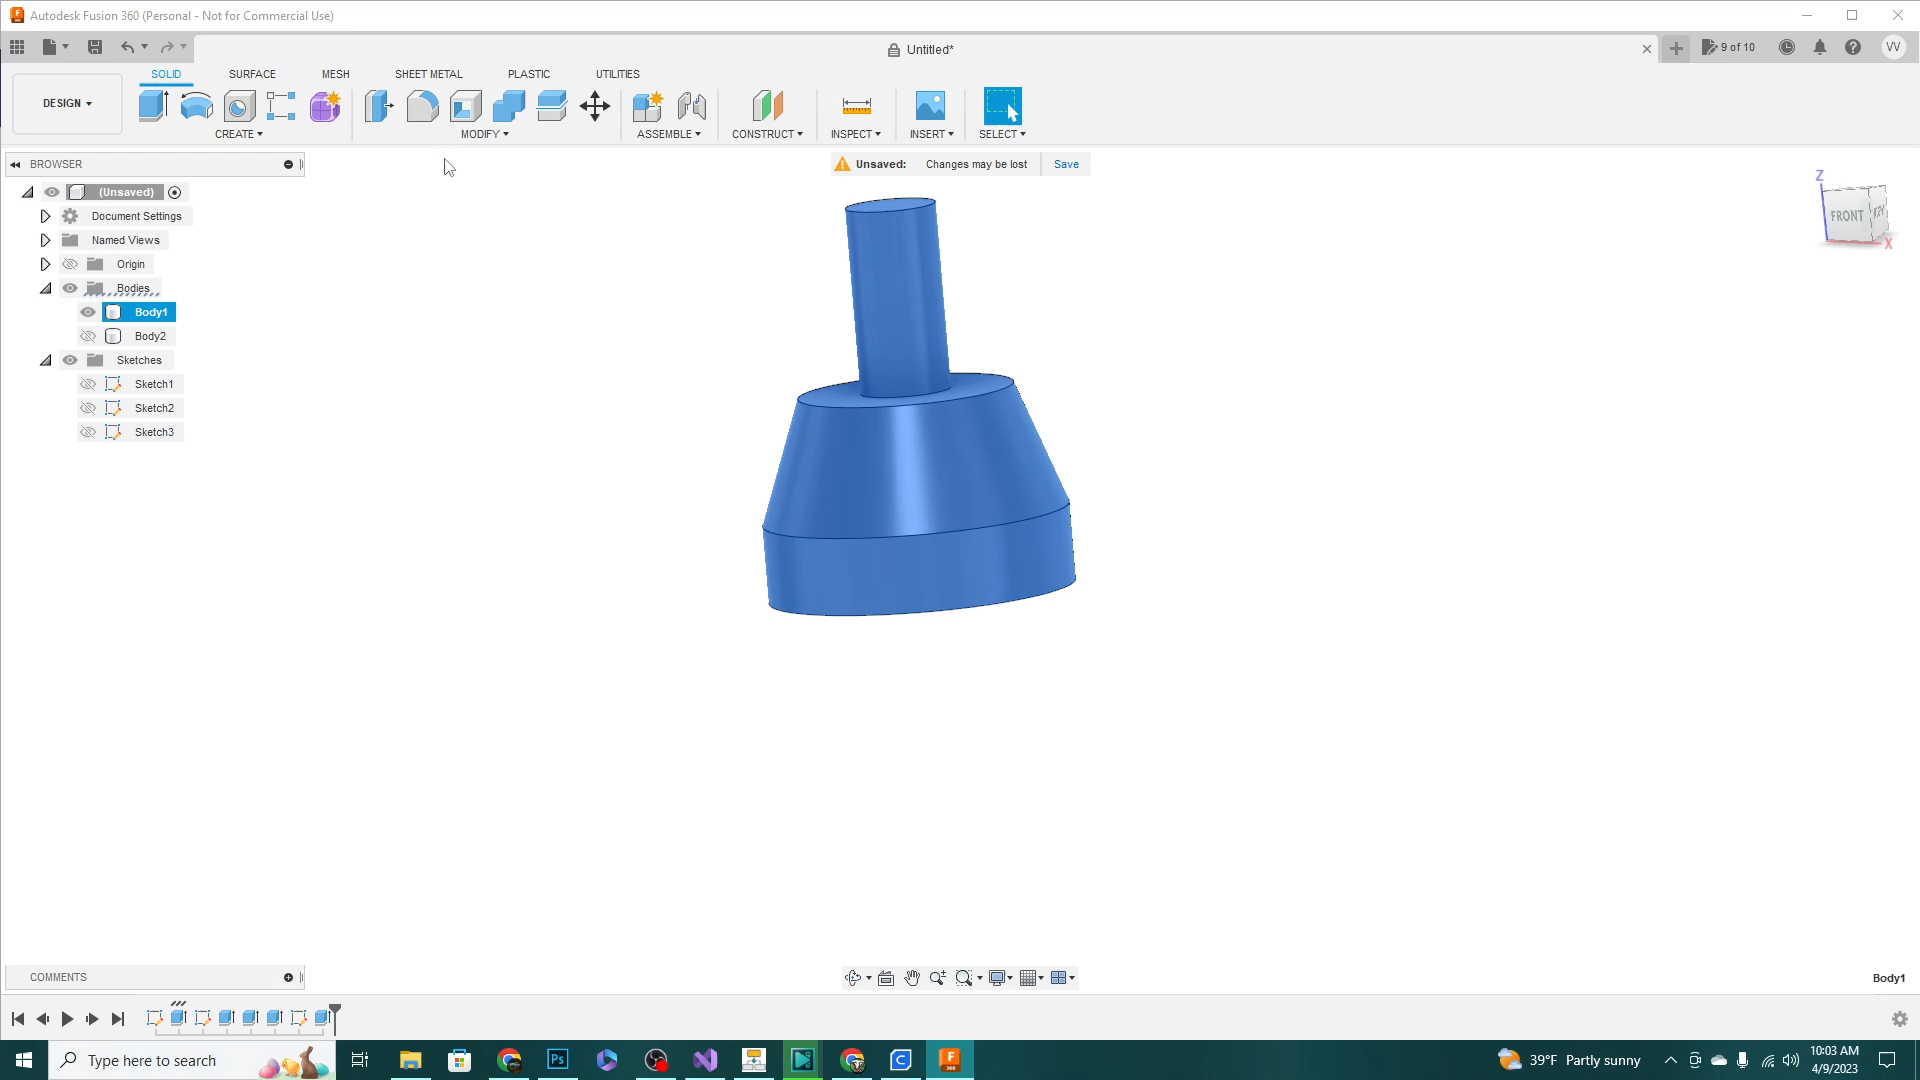 Autodesk Fusion 360 (Personal - Not for Commercial Use)
Untitled*
9 of 10
VV
DESIGN
SOLID SURFACE MESH SHEET METAL PLASTIC UTILITIES
CREATE MODIFY ASSEMBLE CONSTRUCT INSPECT INSERT SELECT
BROWSER
Unsaved: Changes may be lost Save
(Unsaved)
Document Settings
Named Views
Origin
Bodies
Body1
Body2
Sketches
Sketch1
Sketch2
Sketch3
Z
FRONT
X
COMMENTS
Body1
Type here to search
Ps
F
360
39°F Partly sunny
10:03 AM
4/9/2023